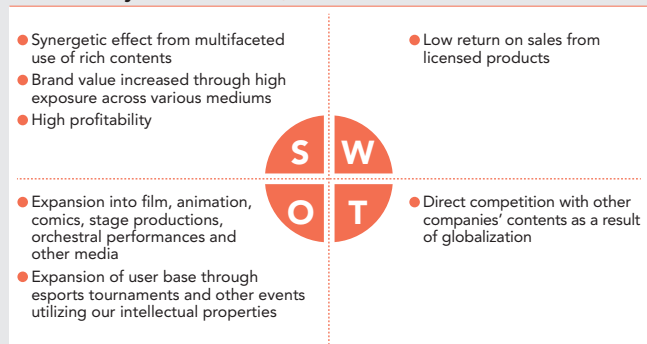 ● Synergetic effect from multifaceted
use of rich contents
● Brand value increased through high
exposure across various mediums
● High profitability
● Low return on sales from
licensed products
S W
O T
● Expansion into film, animation,
comics, stage productions,
orchestral performances and
other media
● Expansion of user base through
esports tournaments and other events
utilizing our intellectual properties
● Direct competition with other
companies’ contents as a result
of globalization